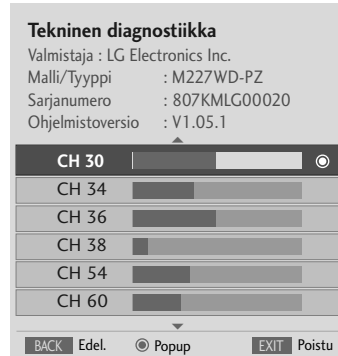 Tekninen diagnostiikka
Valmistaja : LG Electronics Inc.
Malli/Tyyppi : M227WD-PZ
Sarjanumero : 807KMLG00020
Ohjelmistoversio : V1.05.1
CH 30
CH 34
CH 36
CH 38
CH 54
CH 60
BACK Edel. Popup EXIT Poistu